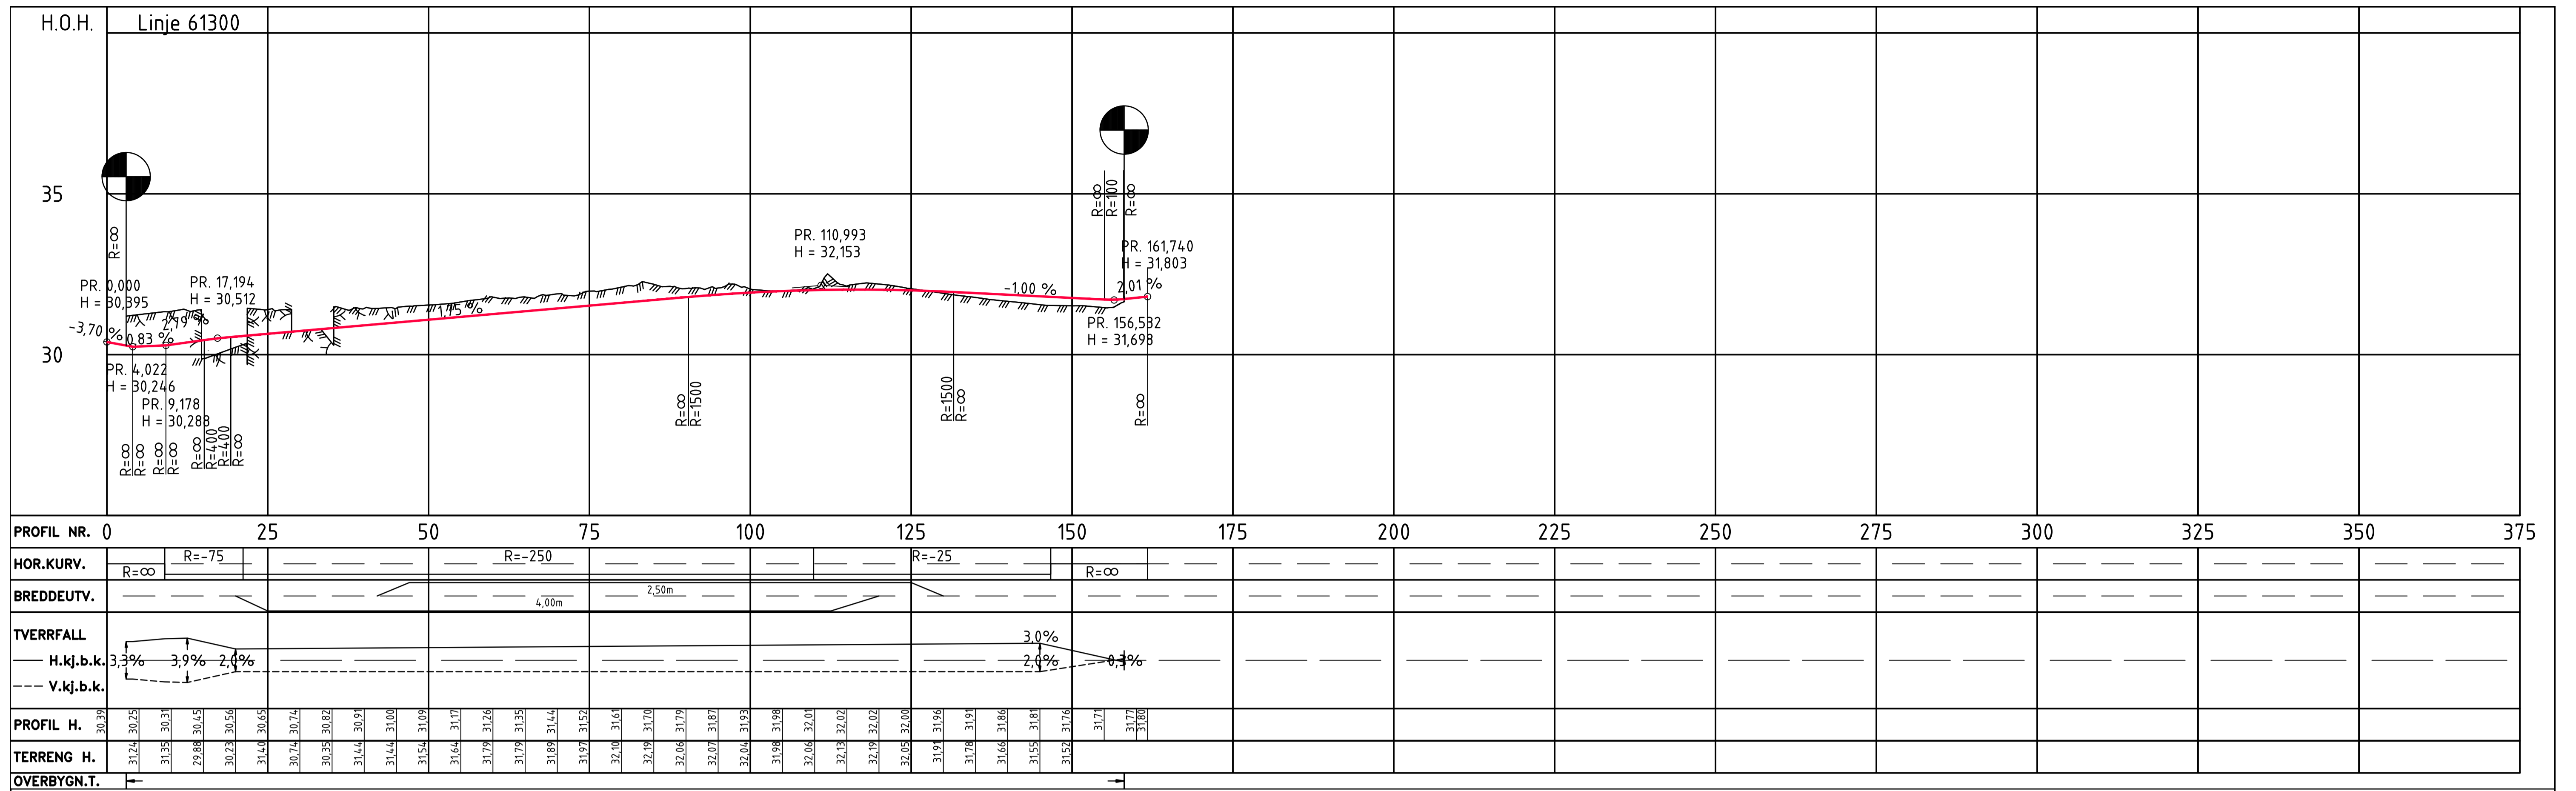 H.O.H.
Linje 61300
35
30
R=∞
R=∞
R=100
R=∞
PR. 110,993
H = 32,153
PR. 161,740
H = 31,803
PR. 0,000
H = 30,395
PR. 17,194
H = 30,512
-3,70 %
0,83 %
2,79 %
1,75 %
-1,00 %
2,01 %
PR. 156,532
H = 31,698
PR. 4,022
H = 30,246
PR. 9,178
H = 30,288
R=∞
R=∞
R=∞
R=∞
R=∞
R=400
R=400
R=∞
R=∞
R=1500
R=1500
R=∞
R=∞
PROFIL NR. 0 25 50 75 100 125 150 175 200 225 250 275 300 325 350 375
HOR.KURV.
R=∞ R=-75 R=-250 R=-25 R=∞
BREDDEUTV.
2,50m
4,00m
TVERRFALL
H.kj.b.k.
V.kj.b.k.
3,3% 3,9% 2,0% 3,0% 2,0% 0,3%
PROFIL H. 30,39 30,25 30,31 30,45 30,56 30,65 30,74 30,82 30,91 31,00 31,09 31,17 31,26 31,35 31,44 31,52 31,61 31,70 31,79 31,87 31,93 31,98 32,01 32,02 32,02 32,00 31,96 31,91 31,86 31,81 31,76 31,71 31,77 31,80
TERRENG H. 31,24 31,35 29,88 30,23 31,40 30,74 30,35 31,44 31,44 31,54 31,64 31,79 31,79 31,89 31,97 32,10 32,19 32,06 32,07 32,04 31,98 32,06 32,13 32,19 32,05 31,91 31,78 31,66 31,55 31,52
OVERBYGN.T.